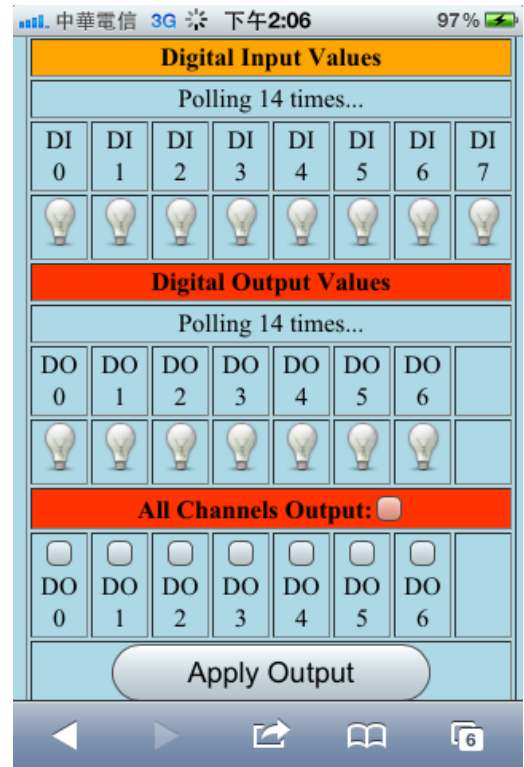 中華電信 3G 下午2:06 97%
Digital Input Values
Polling 14 times...
DI DI DI DI DI DI DI DI
0 1 2 3 4 5 6 7
Digital Output Values
Polling 14 times...
DO DO DO DO DO DO DO
0 1 2 3 4 5 6
All Channels Output:
DO DO DO DO DO DO DO
0 1 2 3 4 5 6
Apply Output
6